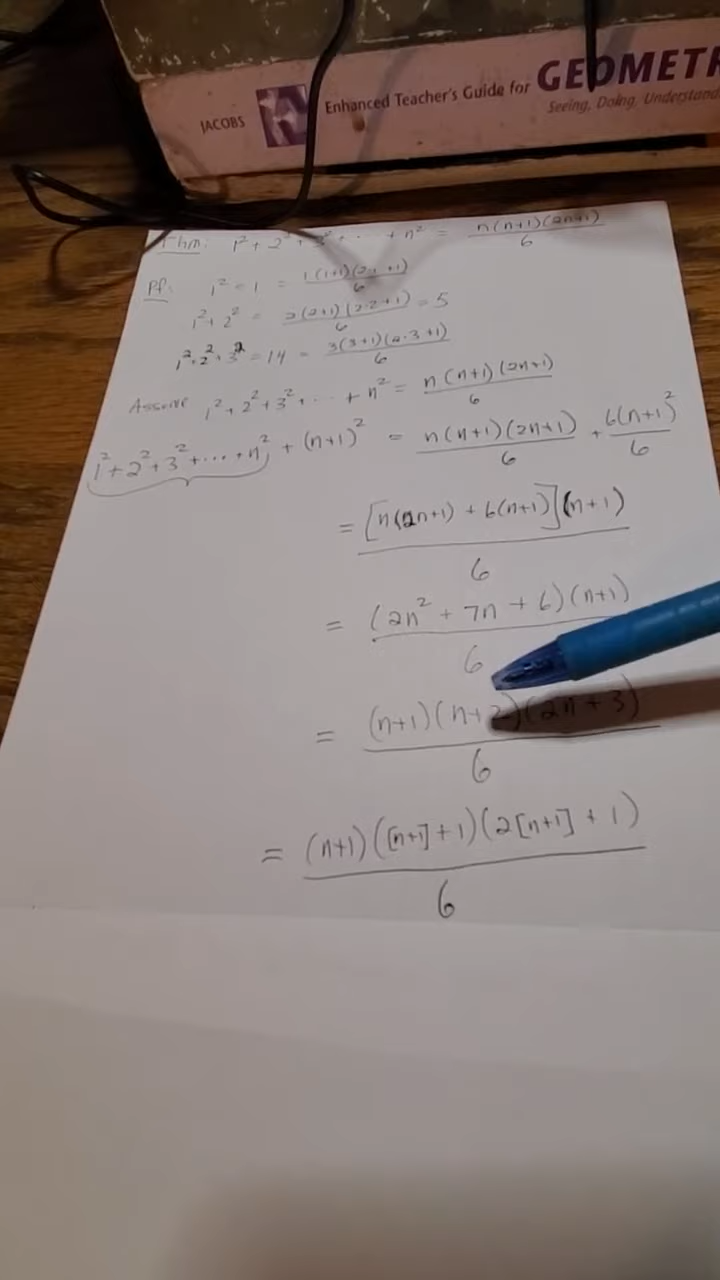 JACOBS Enhanced Teacher's Guide for GEOMETR
Seeing, Doing, Understand
Thm: 1² + 2² + 3² + ... + n² = n(n+1)(2n+1)/6
Pf: 1² = 1 = 1(1+1)(2·1+1)/6
1² + 2² = 2(2+1)(2·2+1)/6 = 5
1² + 2² + 3² = 14 = 3(3+1)(2·3+1)/6
Assume 1² + 2² + 3² + ... + n² = n(n+1)(2n+1)/6
1² + 2² + 3² + ... + n² + (n+1)² = n(n+1)(2n+1)/6 + 6(n+1)²/6
= [n(2n+1) + 6(n+1)](n+1)/6
= (2n² + 7n + 6)(n+1)/6
= (n+1)(n+2)(2n+3)/6
= (n+1)([n+1]+1)(2[n+1]+1)/6